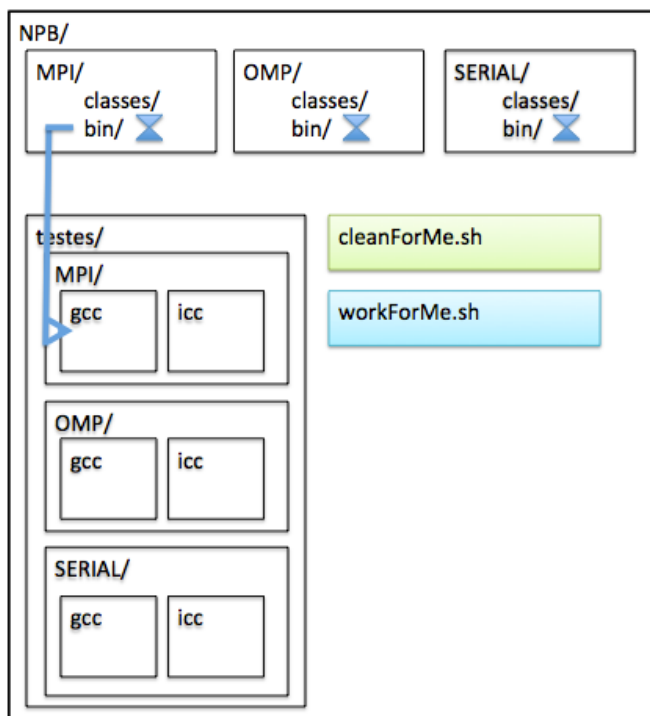 NPB/
MPI/
classes/
bin/
OMP/
classes/
bin/
SERIAL/
classes/
bin/
testes/
MPI/
gcc
icc
OMP/
gcc
icc
SERIAL/
gcc
icc
cleanForMe.sh
workForMe.sh